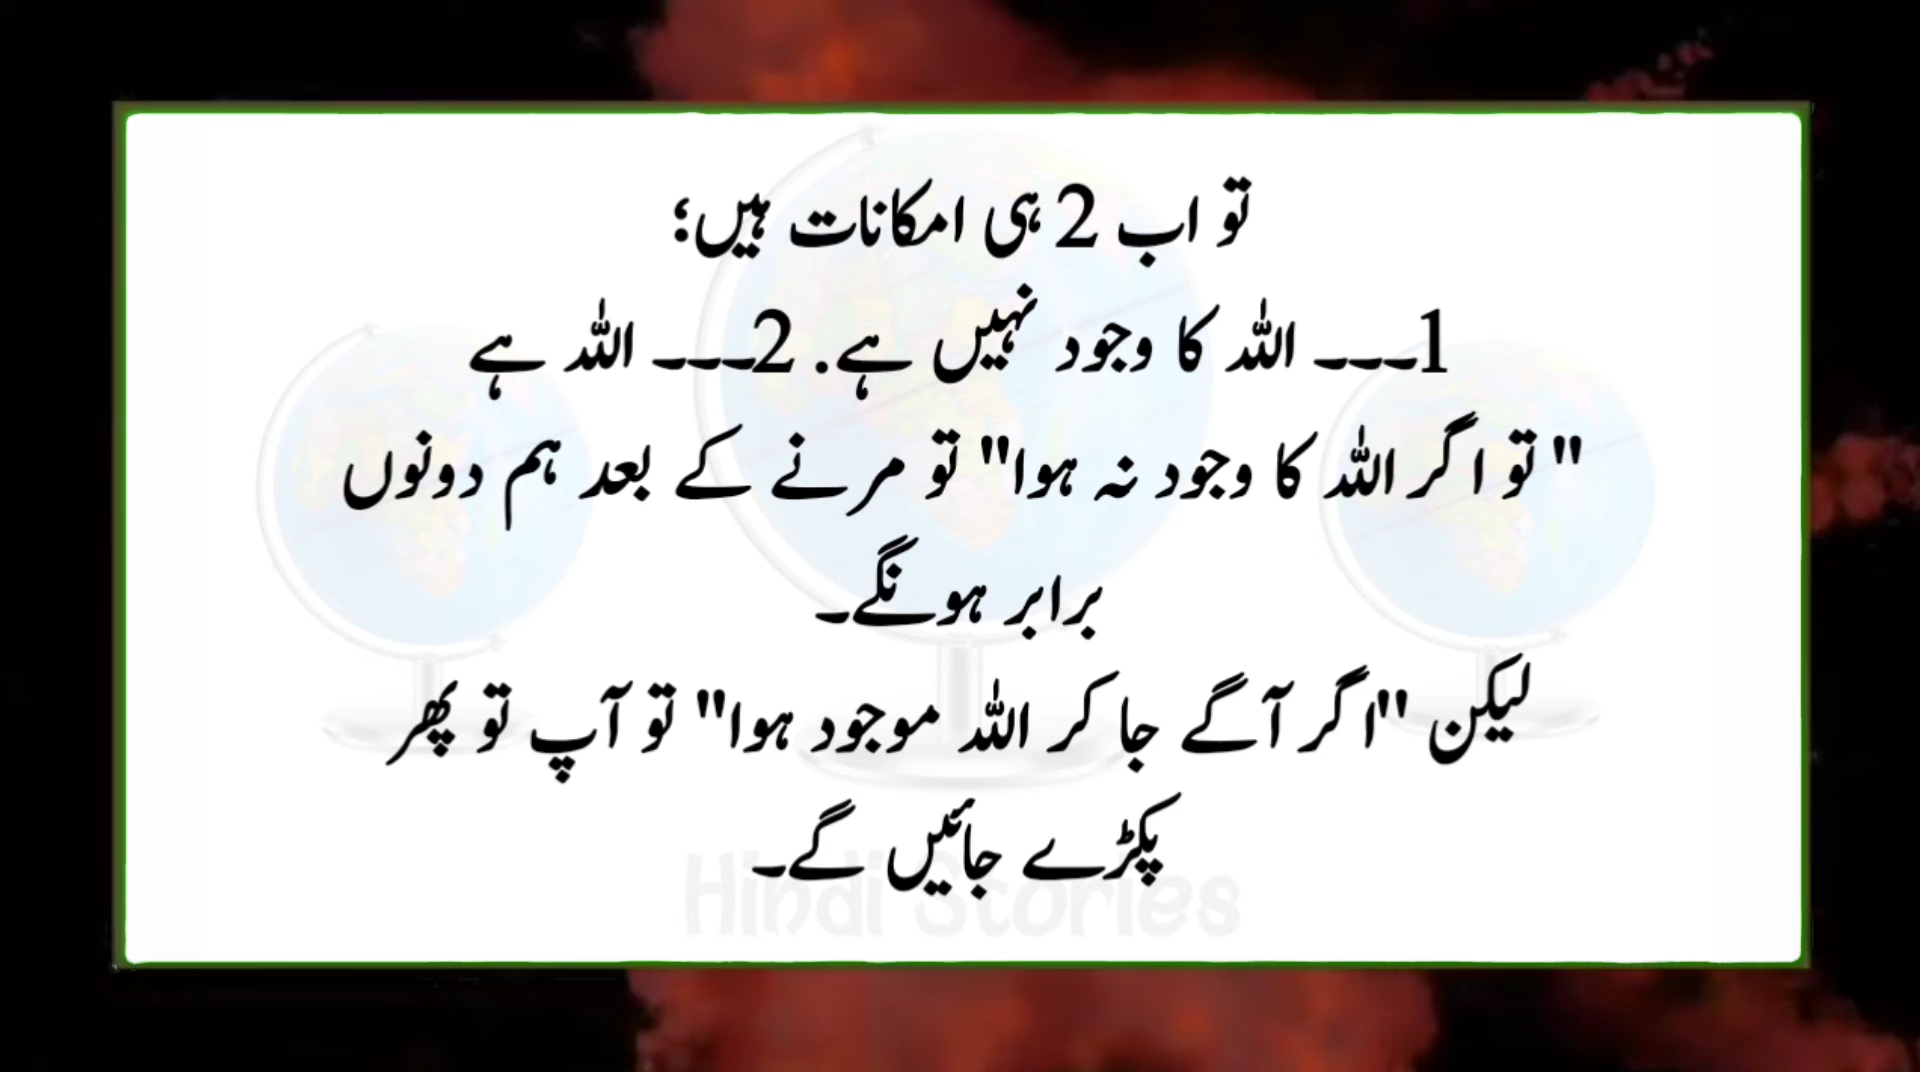 تو اب 2 ہی امکانات ہیں؛
1۔۔۔ اللہ کا وجود نہیں ہے. 2۔۔۔ اللہ ہے
" تو اگر اللہ کا وجود نہ ہوا" تو مرنے کے بعد ہم دونوں
برابر ہونگے۔
لیکن "اگر آگے جا کر اللہ موجود ہوا" تو آپ تو پھر
پکڑے جائیں گے۔
Hindi Stories